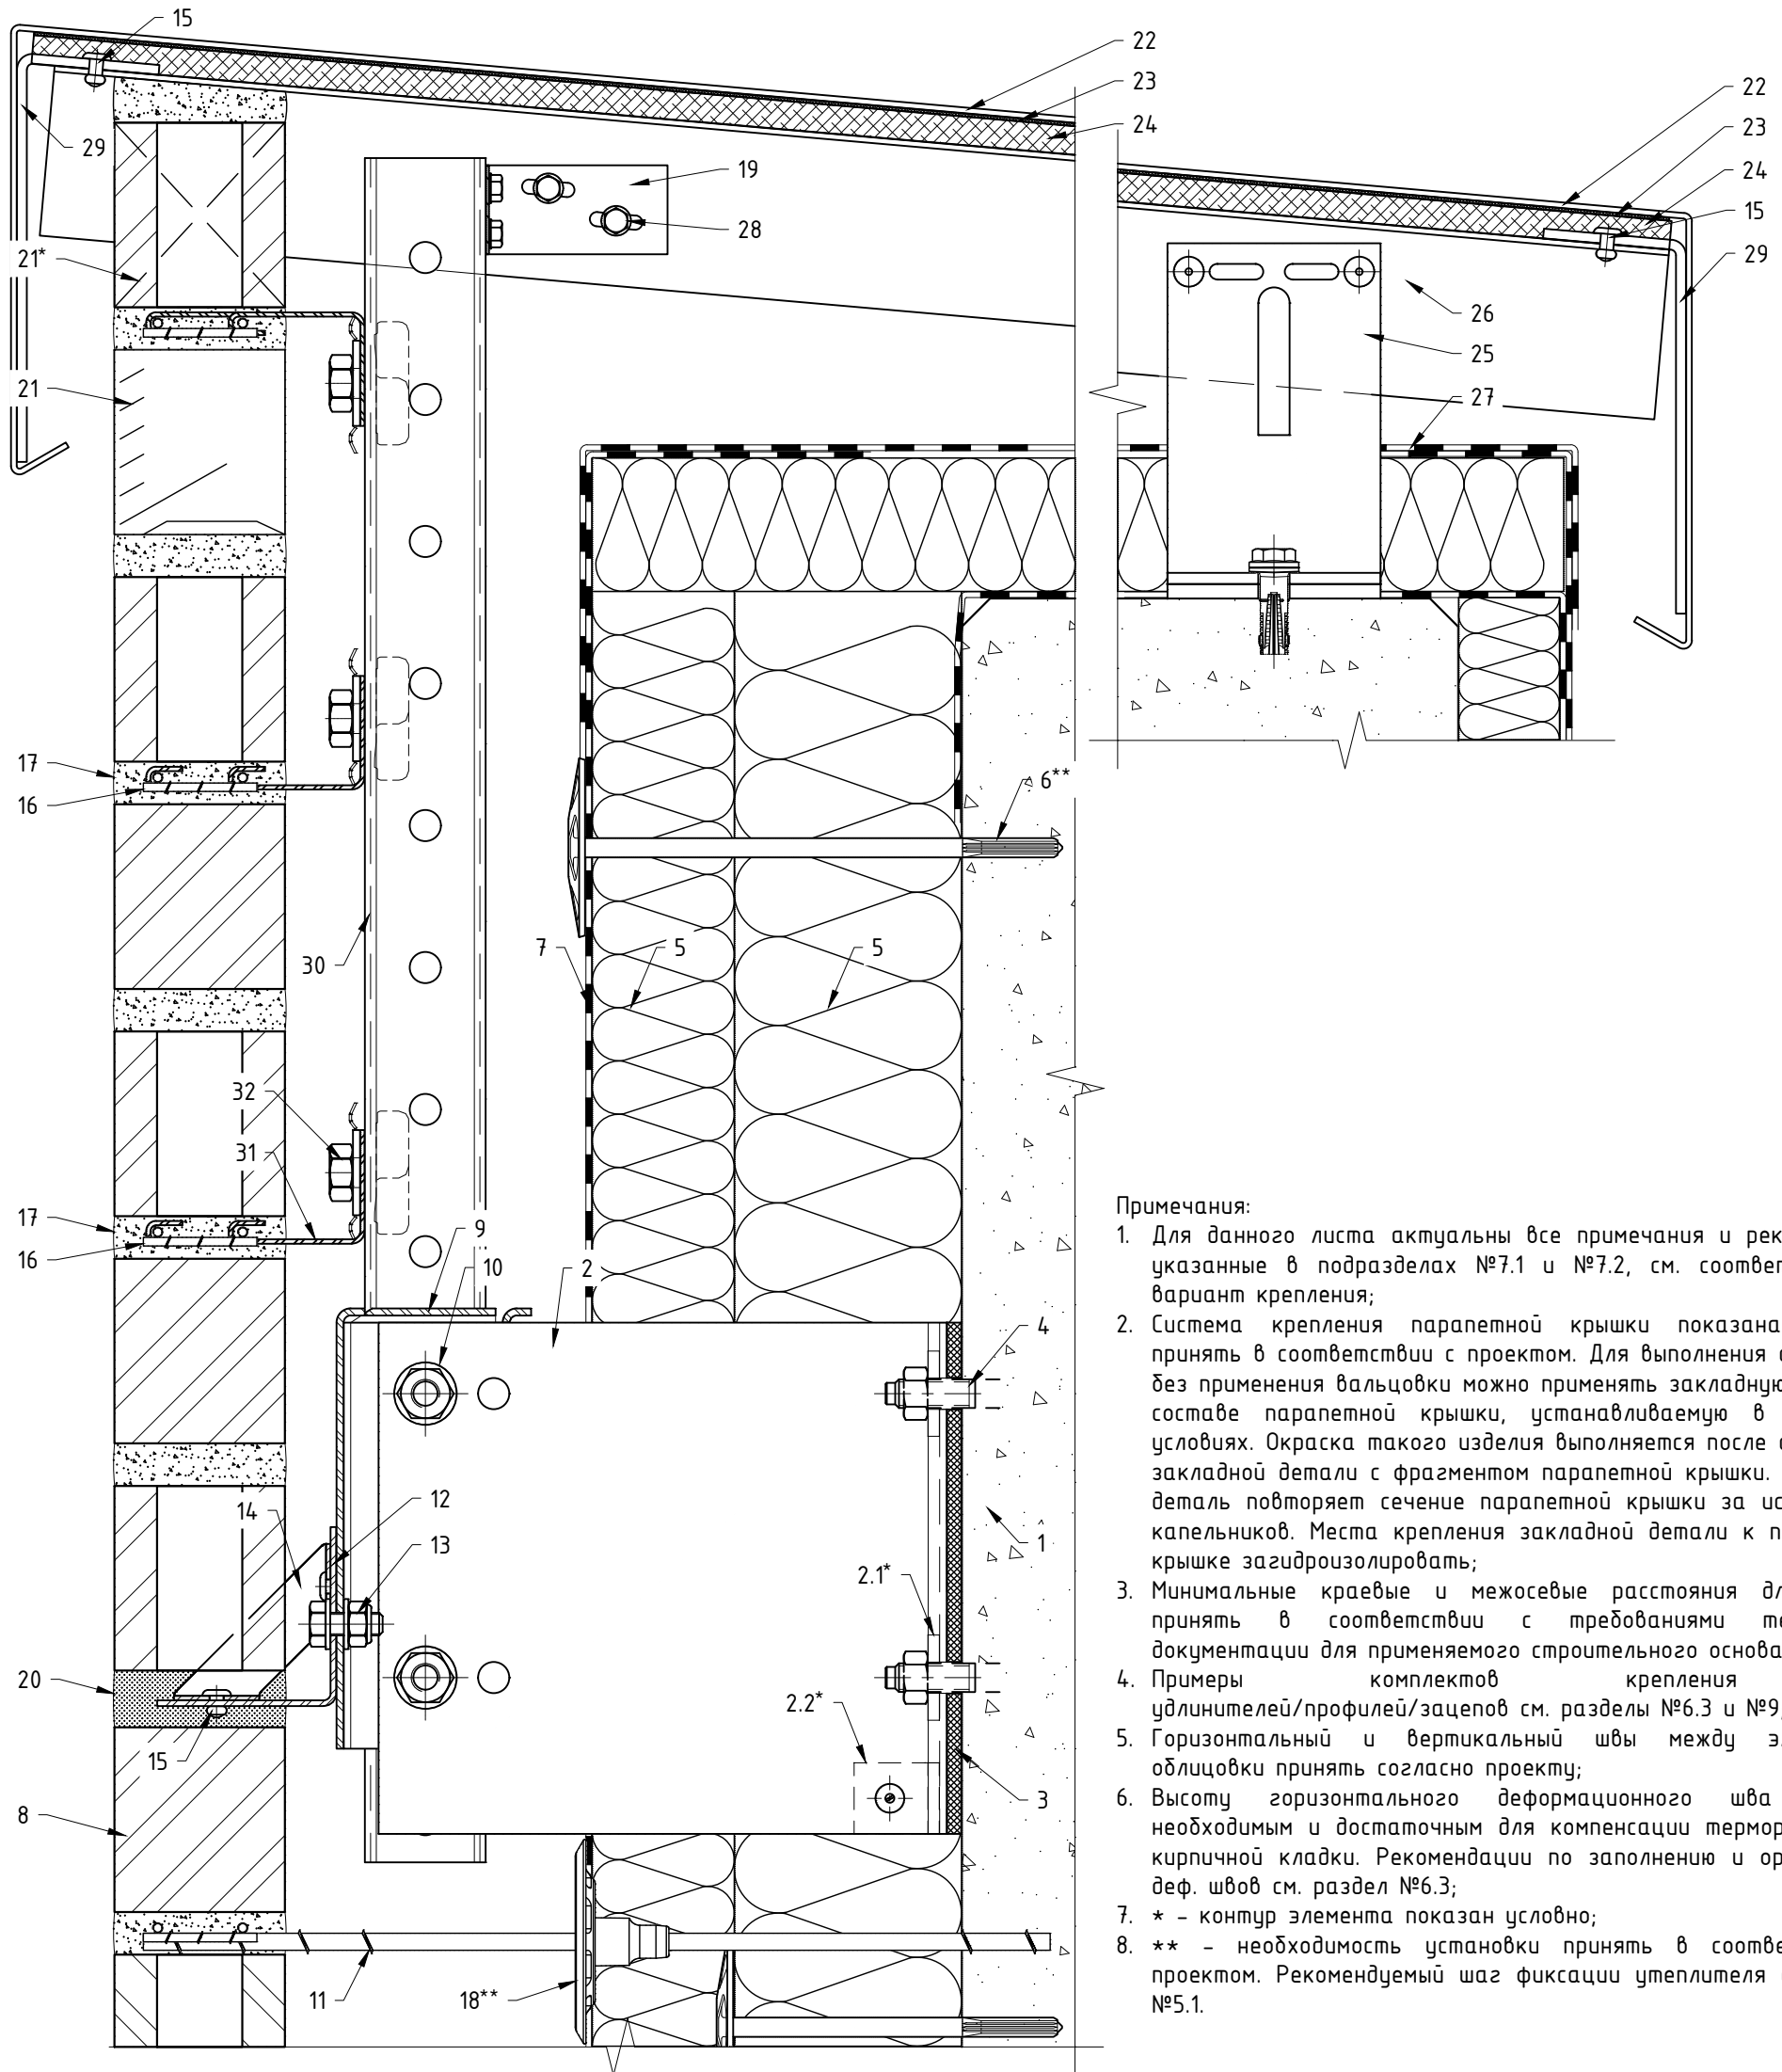 15
22
23
24
22
23
24
15
29
29
19
28
21*
26
25
21
27
17
16
6**
7
5
5
30
32
31
17
16
9
10
2
4
14
12
13
1
2.1*
20
2.2*
15
3
8
11
18**
Примечания:
1. Для данного листа актуальны все примечания и
указанные в подразделах №7.1 и №7.2, см.
вариант крепления;
2. Система крепления парапетной крышки показана
принять в соответствии с проектом. Для выполнения
без применения вальцовки можно применять закладную
составе парапетной крышки, устанавливаемую в
условиях. Окраска такого изделия выполняется после
закладной детали с фрагментом парапетной крышки.
деталь повторяет сечение парапетной крышки за
капельников. Места крепления закладной детали к
крышке загидроизолировать;
3. Минимальные краевые и межосевые расстояния
принять в соответствии с требованиями
документации для применяемого строительного
4. Примеры комплектов крепления
удлинителей/профилей/зацепов см. разделы №6.3 и №9
5. Горизонтальный и вертикальный швы между
облицовки принять согласно проекту;
6. Высоту горизонтального деформационного шва
необходимым и достаточным для компенсации
кирпичной кладки. Рекомендации по заполнению и
деф. швов см. раздел №6.3;
7. * - контур элемента показан условно;
8. ** - необходимость установки принять в
проектом. Рекомендуемый шаг фиксации утеплителя
№5.1.